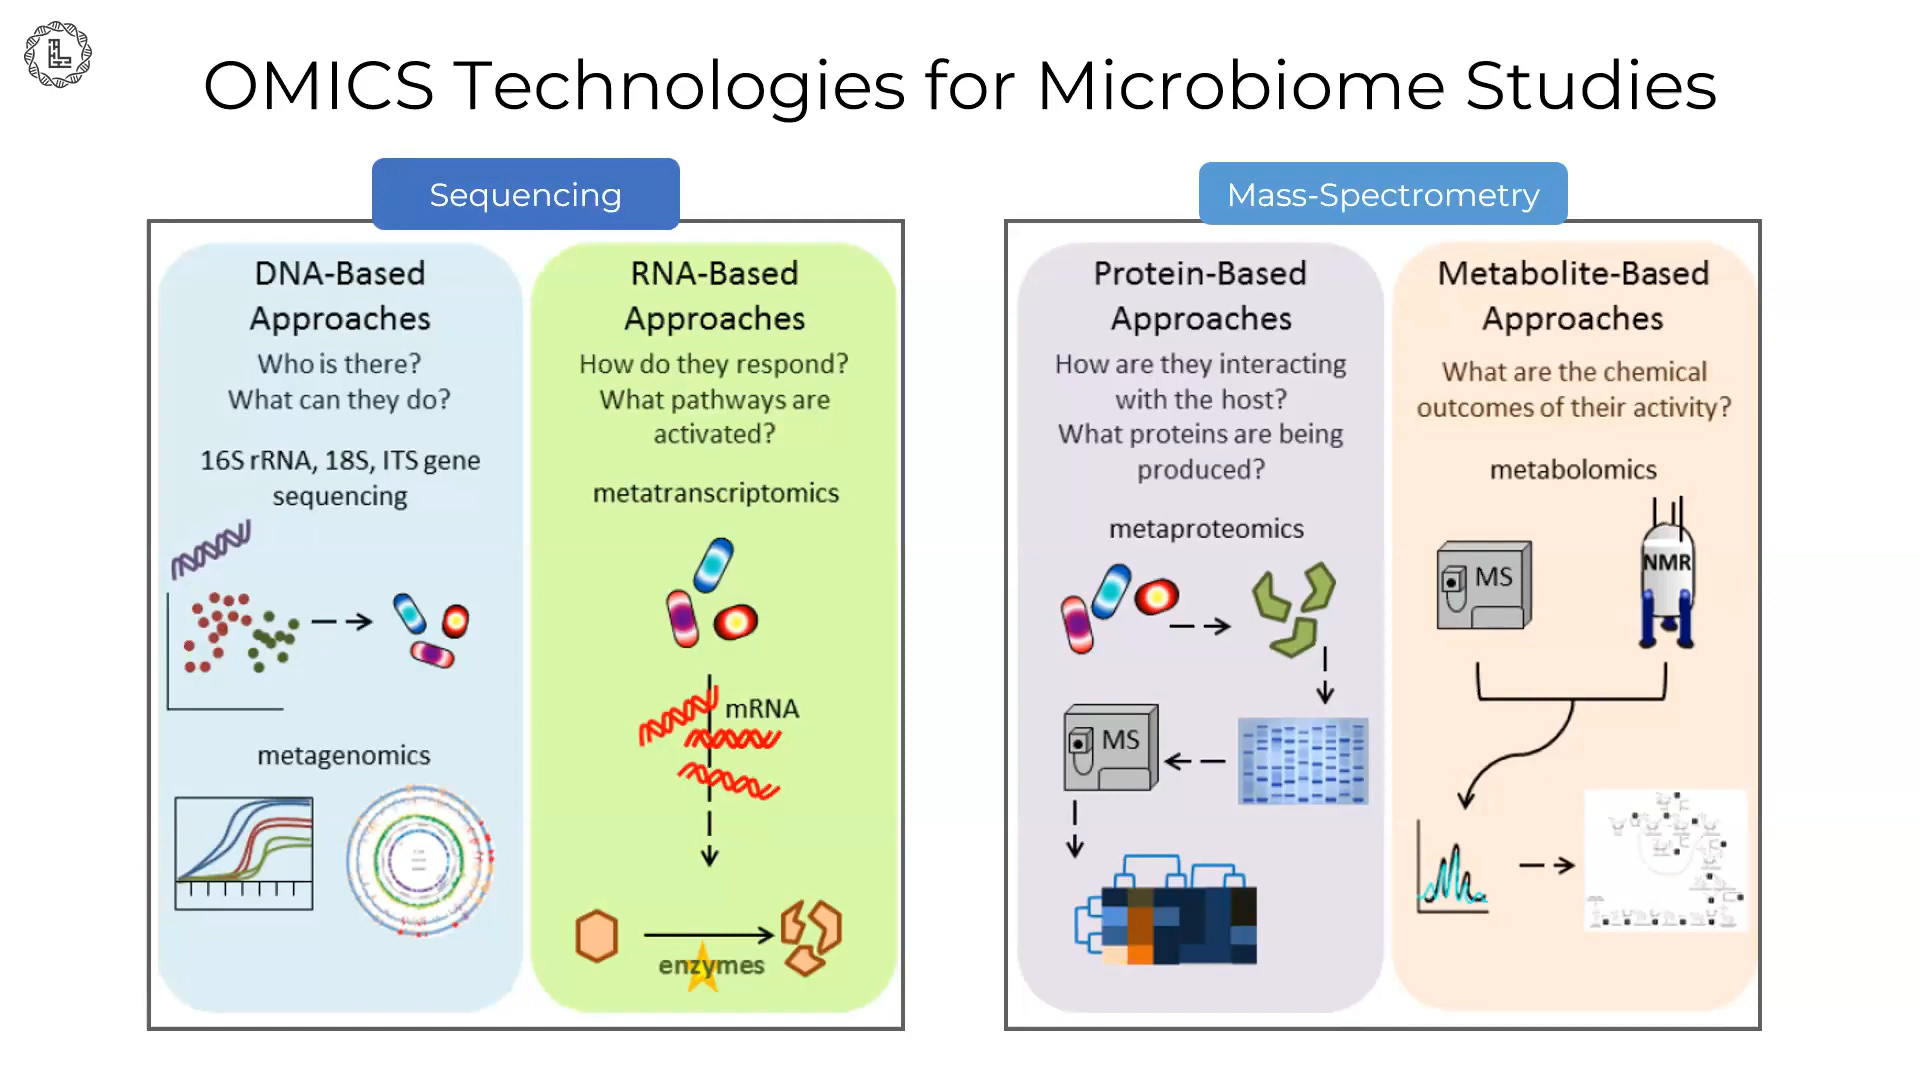 OMICS Technologies for Microbiome Studies
Sequencing
DNA-Based
Approaches
Who is there?
What can they do?
16S rRNA, 18S, ITS gene
sequencing
metagenomics
RNA-Based
Approaches
How do they respond?
What pathways are
activated?
metatranscriptomics
mRNA
enzymes
Mass-Spectrometry
Protein-Based
Approaches
How are they interacting
with the host?
What proteins are being
produced?
metaproteomics
MS
Metabolite-Based
Approaches
What are the chemical
outcomes of their activity?
metabolomics
MS
NMR